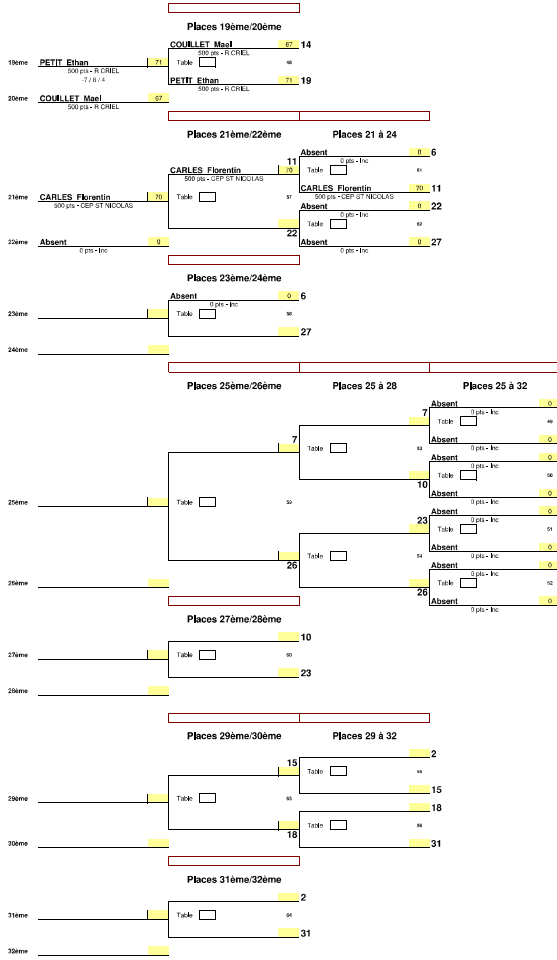 Places 19ème/20ème
COUILLET Mael 67 14
500 pts - R CRIEL
19ème PETIT Ethan 71 Table 48
500 pts - R CRIEL
-7 / 6 / 4
PETIT Ethan 71 19
500 pts - R CRIEL
20ème COUILLET Mael 67
500 pts - R CRIEL
Places 21ème/22ème Places 21 à 24
Absent 0 6
0 pts - Inc
11
CARLES Florentin 70 Table 61
500 pts - CEP ST NICOLAS
CARLES Florentin 0 11
500 pts - CEP ST NICOLAS
21ème CARLES Florentin 70 Table 57
500 pts - CEP ST NICOLAS
Absent 0 22
0 pts - Inc
Table 62
22
22ème Absent 0
0 pts - Inc
Absent 0 27
0 pts - Inc
Places 23ème/24ème
Absent 0 6
0 pts - Inc
23ème Table 58
27
24ème
Places 25ème/26ème Places 25 à 28 Places 25 à 32
Absent 0
0 pts - Inc
7
Table 49
Absent 0
0 pts - Inc
7
Table 53
Absent 0
0 pts - Inc
Table 50
10
Absent 0
0 pts - Inc
25ème Table 59
Absent 0
0 pts - Inc
23
Table 51
Absent 0
0 pts - Inc
Table 54
26
Absent 0
0 pts - Inc
26ème
Table 52
26
Absent 0
0 pts - Inc
Places 27ème/28ème
10
27ème Table 60
23
28ème
Places 29ème/30ème Places 29 à 32
2
15
Table 55
15
29ème Table 63
18
Table 56
18
30ème
31
Places 31ème/32ème
2
31ème Table 64
31
32ème